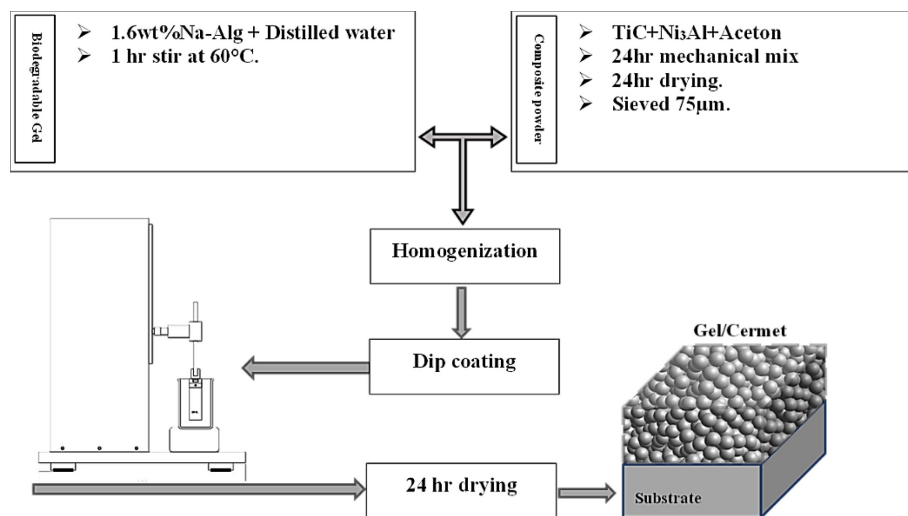 Biodegradable Gel
➢ 1.6wt%Na-Alg + Distilled water
➢ 1 hr stir at 60°C.
Composite powder
➢ TiC+Ni₃Al+Aceton
➢ 24hr mechanical mix
➢ 24hr drying.
➢ Sieved 75μm.
Homogenization
Dip coating
Gel/Cermet
24 hr drying
Substrate